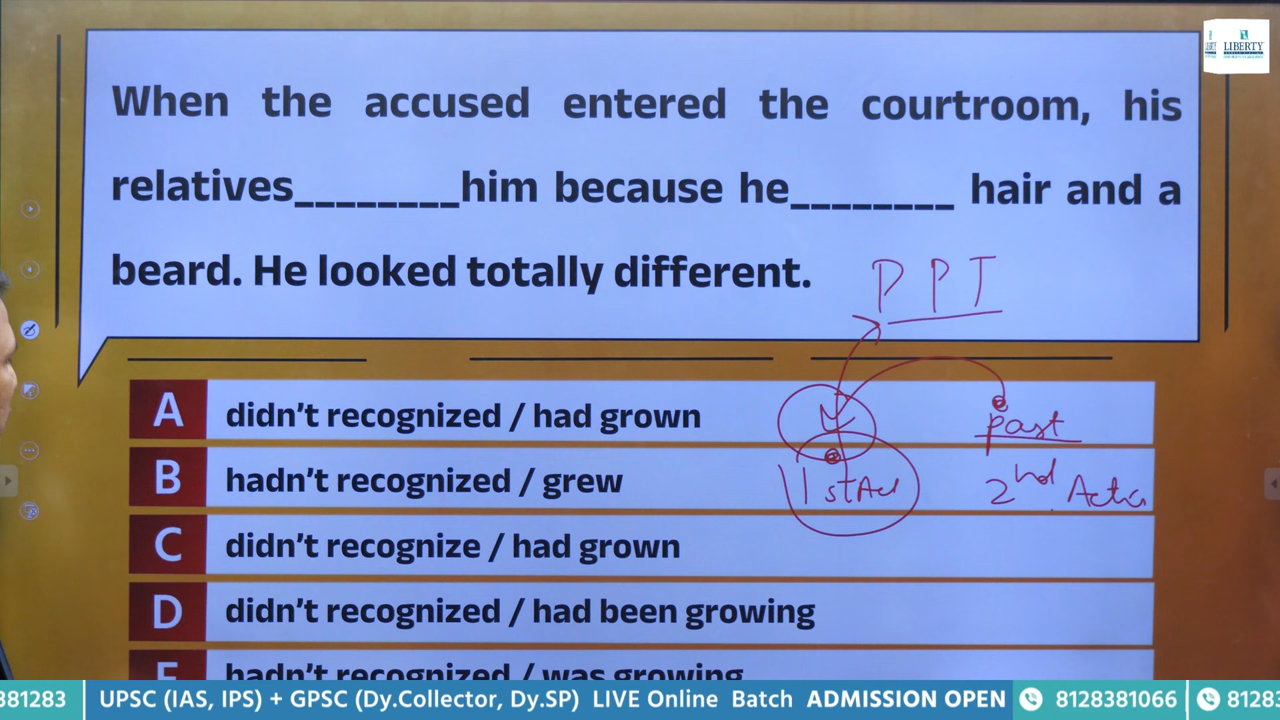 LIBERTY
When the accused entered the courtroom, his
relatives________him because he________ hair and a
beard. He looked totally different.
PPT
A didn't recognized / had grown
past
B hadn't recognized / grew
1st Act
2nd Action
C didn't recognize / had grown
D didn't recognized / had been growing
E hadn't recognized / was growing
381283 UPSC (IAS, IPS) + GPSC (Dy.Collector, Dy.SP) LIVE Online Batch ADMISSION OPEN 8128381066 8128